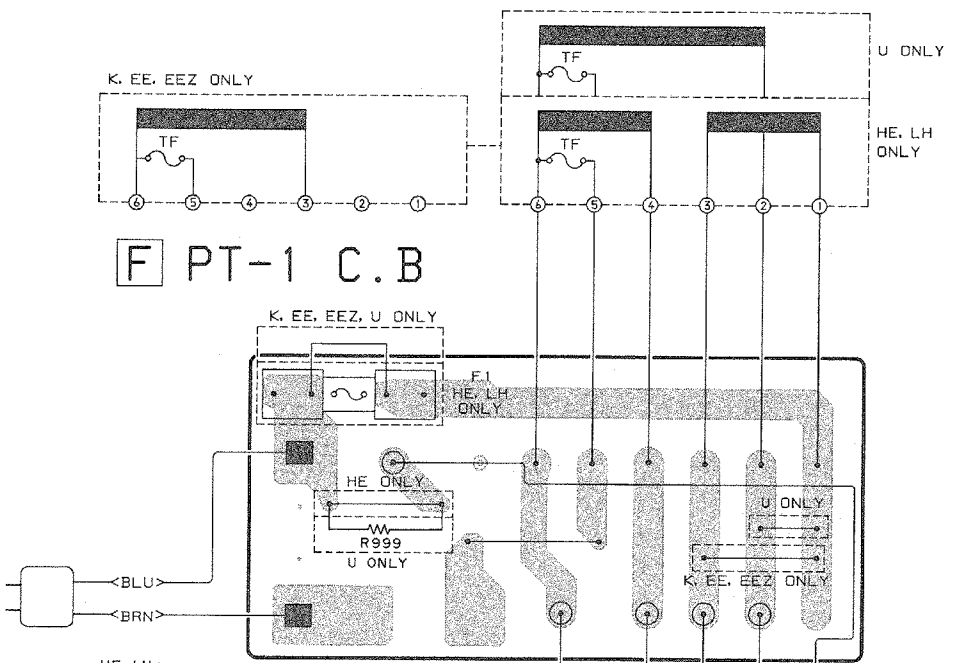 U ONLY
TF
K. EE. EEZ ONLY
HE. LH
ONLY
TF
TF
6 5 4 3 2 1
6 5 4 3 2 1
F PT-1 C.B
K. EE. EEZ. U ONLY
F1
HE. LH
ONLY
HE ONLY
U ONLY
R999
U ONLY
K. EE. EEZ ONLY
<BLU>
<BRN>